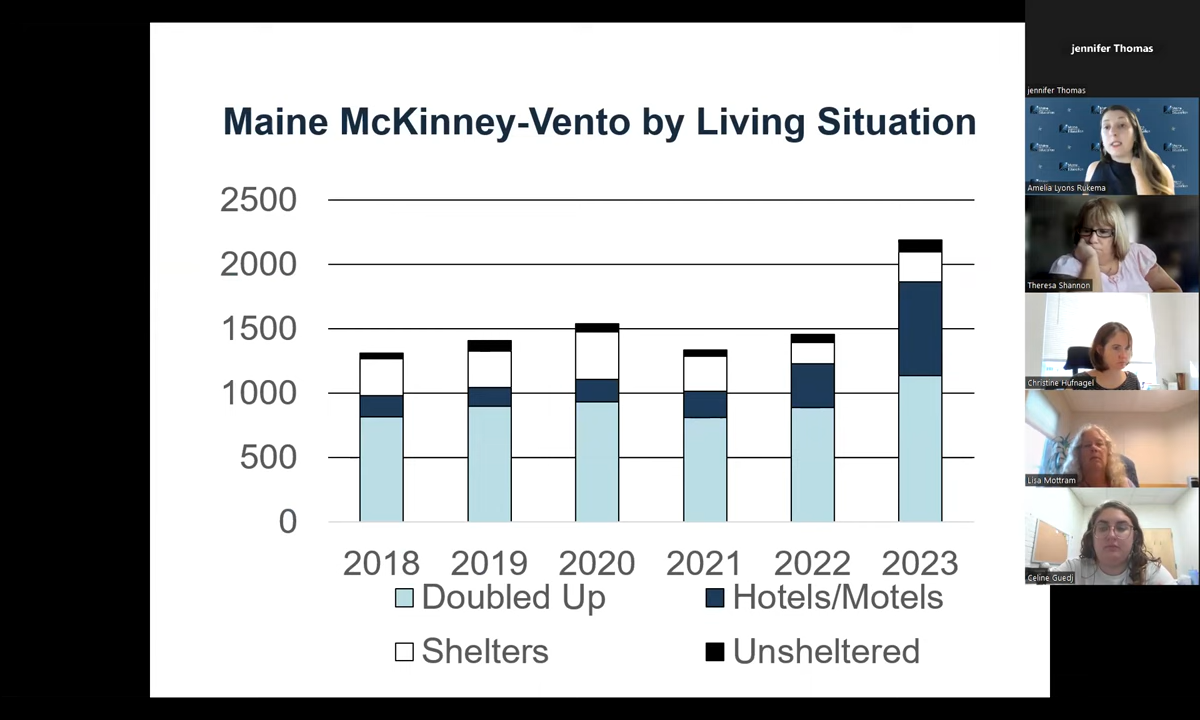 Maine McKinney-Vento by Living Situation
2500
2000
1500
1000
500
0
2018 2019 2020 2021 2022 2023
Doubled Up Hotels/Motels
Shelters Unsheltered
jennifer Thomas
jennifer Thomas
Amelia Lyons Rukema
Theresa Shannon
Christine Hufnagel
Lisa Mottram
Celine Guedj